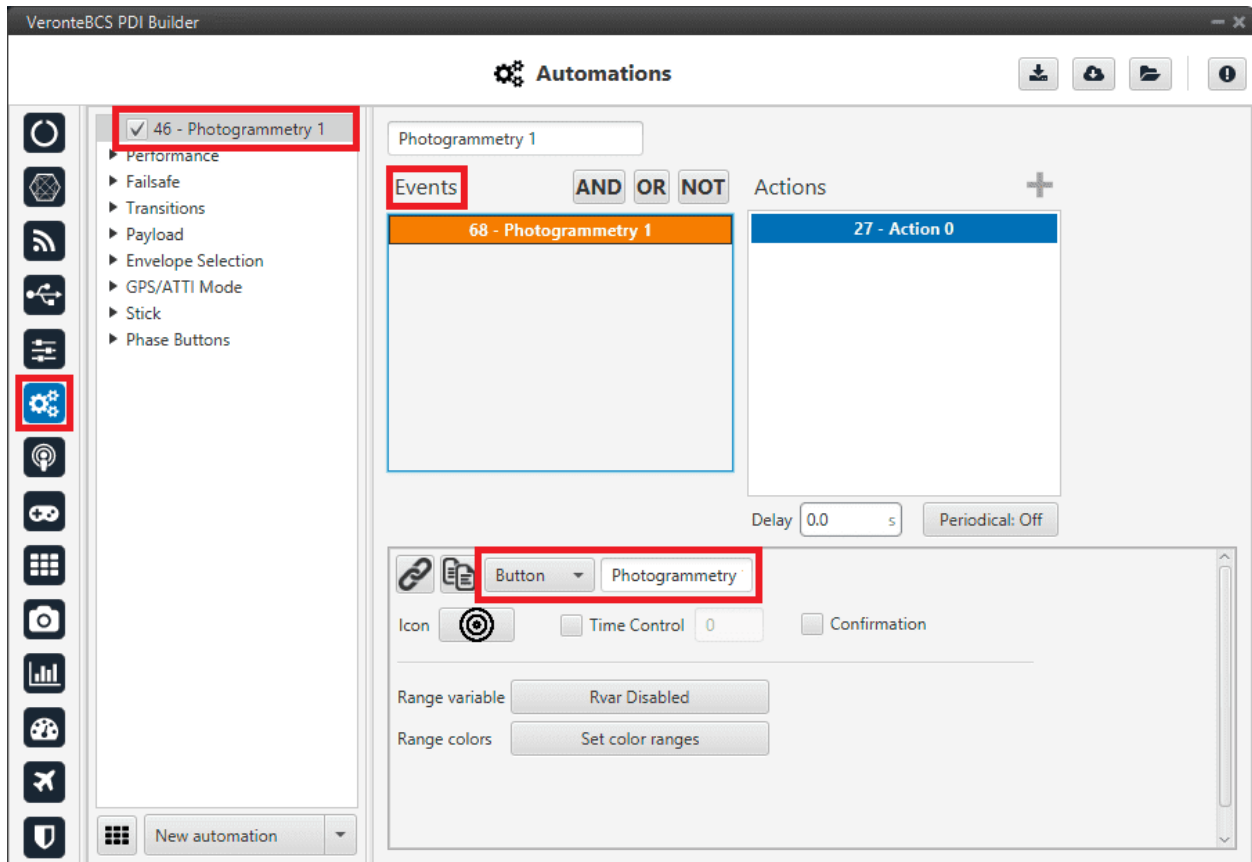 VeronteBCS PDI Builder
Automations
46 - Photogrammetry 1
Performance
Failsafe
Transitions
Payload
Envelope Selection
GPS/ATTI Mode
Stick
Phase Buttons
New automation
Photogrammetry 1
Events AND OR NOT Actions
68 - Photogrammetry 1
27 - Action 0
Delay 0.0 s Periodical: Off
Button Photogrammetry
Icon Time Control 0 Confirmation
Range variable Rvar Disabled
Range colors Set color ranges